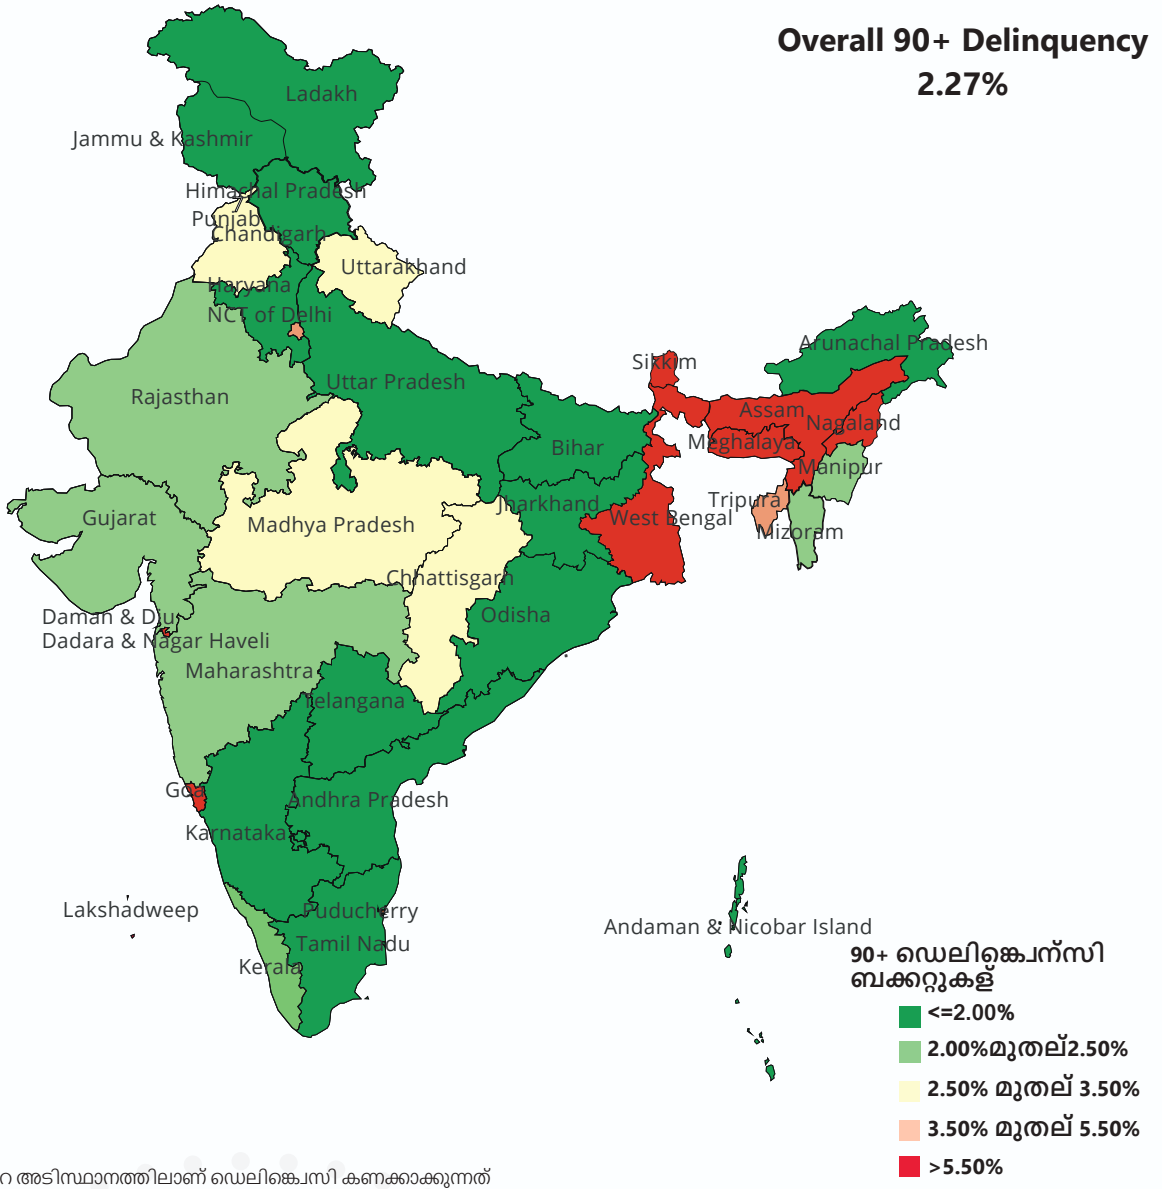 Overall 90+ Delinquency
2.27%
Ladakh
Jammu & Kashmir
Himachal Pradesh
Punjab
Chandigarh
Uttarakhand
Haryana
NCT of Delhi
Arunachal Pradesh
Sikkim
Uttar Pradesh
Rajasthan
Assam
Nagaland
Meghalaya
Bihar
Manipur
Jharkhand
Tripura
Gujarat
West Bengal
Madhya Pradesh
Mizoram
Chhattisgarh
Daman & Diu
Odisha
Dadara & Nagar Haveli
Maharashtra
Telangana
Goa
Andhra Pradesh
Karnataka
Lakshadweep
Puducherry
Andaman & Nicobar Island
Tamil Nadu
Kerala
90+ ഡെലിങ്ക്വെന്സി
ബക്കറ്റുകള്
<=2.00%
2.00%മുതല്2.50%
2.50% മുതല് 3.50%
3.50% മുതല് 5.50%
>5.50%
അടിസ്ഥാനത്തിലാണ് ഡെലിങ്ക്വെസി കണക്കാക്കുന്നത്